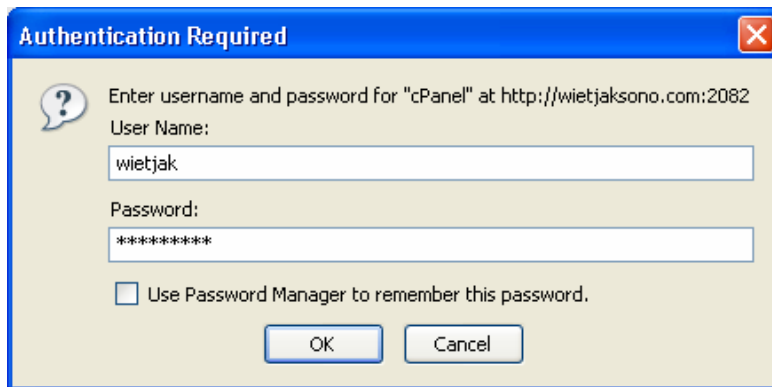 Authentication Required
Enter username and password for "cPanel" at http://wietjaksono.com:2082
User Name:
wietjak
Password:
*********
Use Password Manager to remember this password.
OK
Cancel